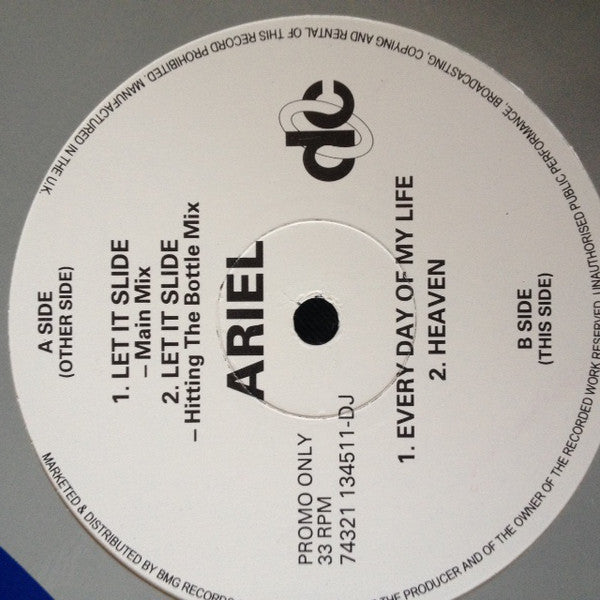 A SIDE
(OTHER SIDE)
1. LET IT SLIDE
– Main Mix
2. LET IT SLIDE
– Hitting The Bottle Mix
ARIEL
dc
PROMO ONLY
33 RPM
74321 134511-DJ
1. EVERY DAY OF MY LIFE
2. HEAVEN
B SIDE
(THIS SIDE)
MARKETED & DISTRIBUTED BY BMG RECORDS
THE PRODUCER AND OF THE OWNER OF THE RECORDED WORK RESERVED. UNAUTHORISED PUBLIC PERFORMANCE, BROADCASTING, COPYING AND RENTAL OF THIS RECORD PROHIBITED. MANUFACTURED IN THE U.K.